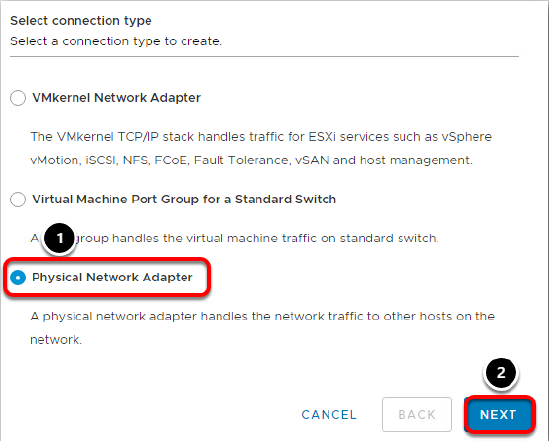 Select connection type
Select a connection type to create.
VMkernel Network Adapter
The VMkernel TCP/IP stack handles traffic for ESXi services such as vSphere
vMotion, iSCSI, NFS, FCoE, Fault Tolerance, vSAN and host management.
Virtual Machine Port Group for a Standard Switch
1
A group handles the virtual machine traffic on standard switch.
Physical Network Adapter
A physical network adapter handles the network traffic to other hosts on the
network.
2
CANCEL BACK NEXT